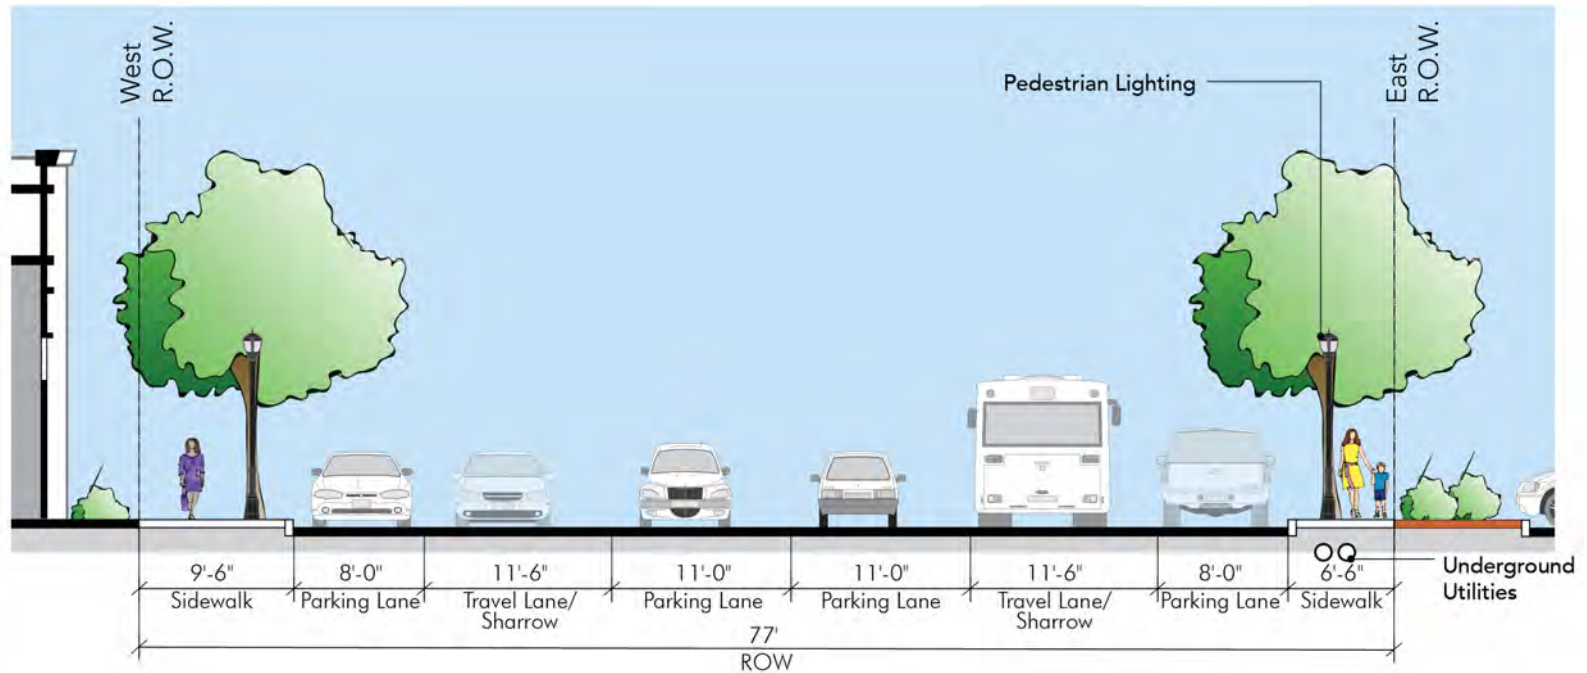 West
R.O.W.
Pedestrian Lighting
East
R.O.W.
9'-6"
8'-0"
11'-6"
11'-0"
11'-0"
11'-6"
8'-0"
6'-6"
Sidewalk
Parking Lane
Travel Lane/
Sharrow
Parking Lane
Parking Lane
Travel Lane/
Sharrow
Parking Lane
Sidewalk
Underground
Utilities
77'
ROW